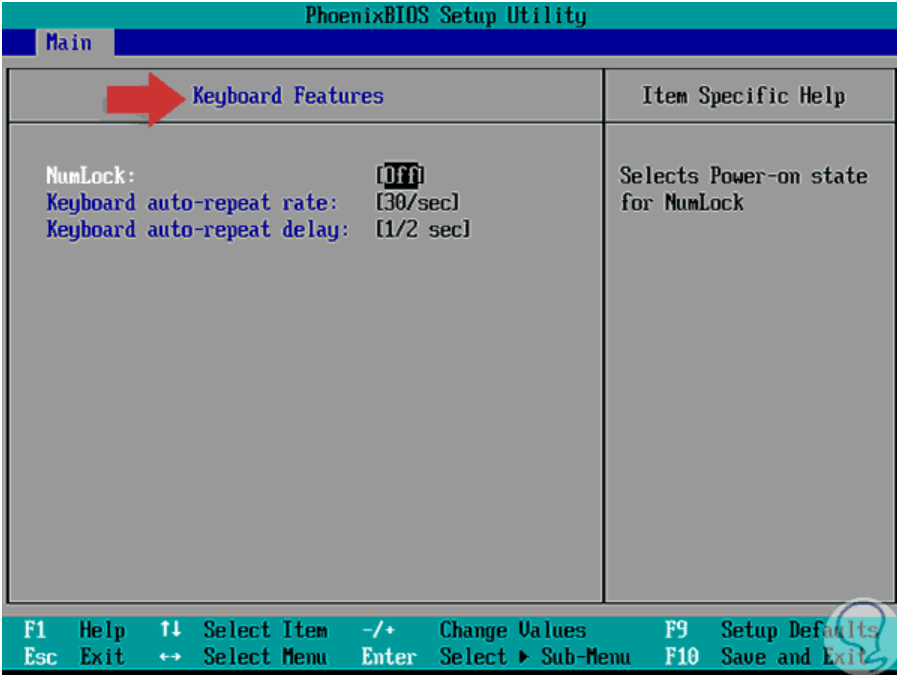 PhoenixBIOS Setup Utility
Main
Keyboard Features
Item Specific Help
NumLock: [Off]
Keyboard auto-repeat rate: [30/sec]
Keyboard auto-repeat delay: [1/2 sec]
Selects Power-on state
for NumLock
F1 Help ↑↓ Select Item -/+ Change Values F9 Setup Defaults
Esc Exit ↔ Select Menu Enter Select ▶ Sub-Menu F10 Save and Exit